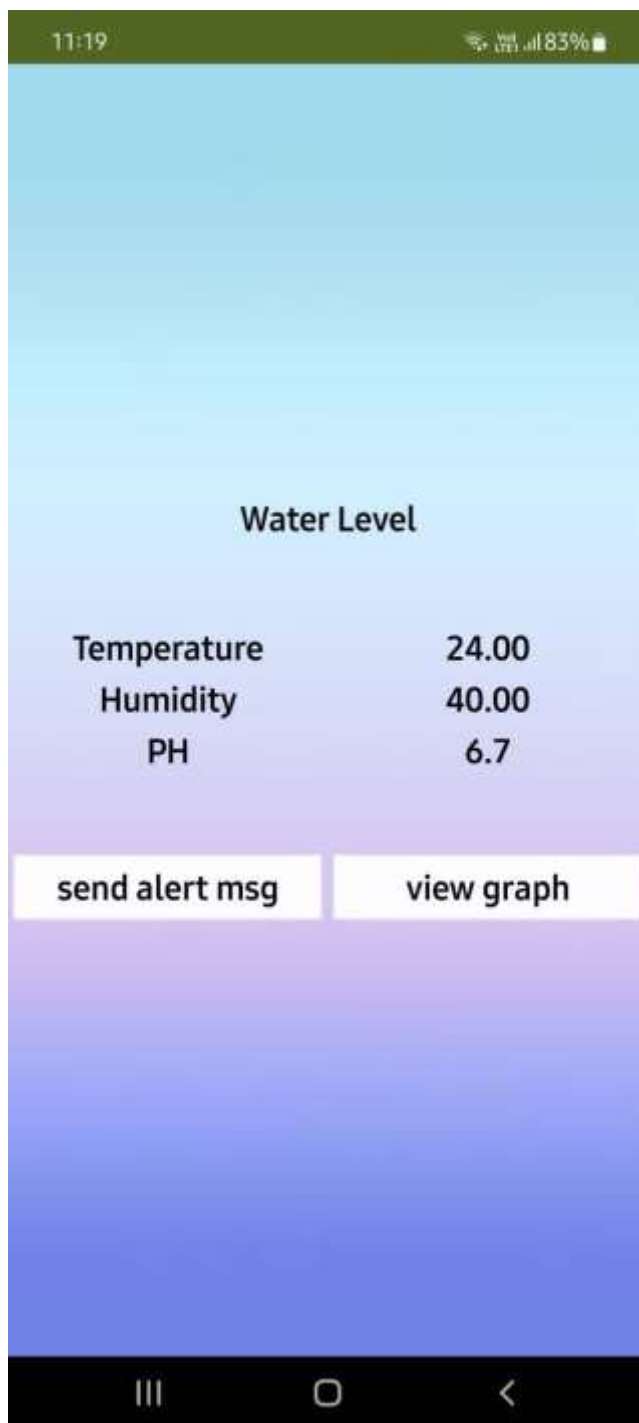 11:19 83%
Water Level
Temperature 24.00
Humidity 40.00
PH 6.7
send alert msg view graph